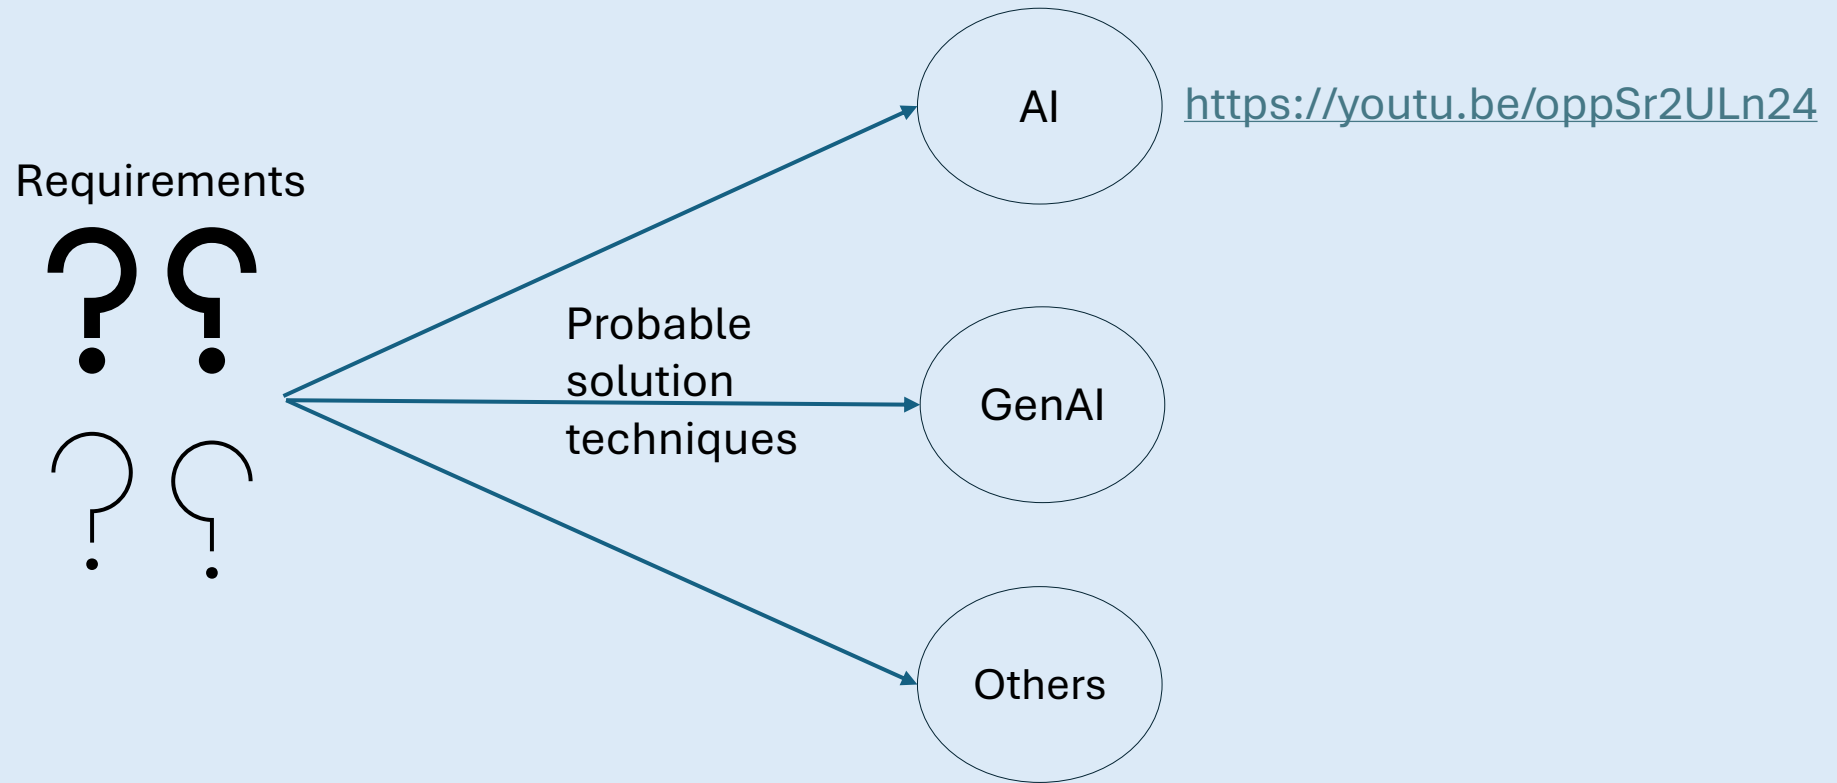 AI
https://youtu.be/oppSr2ULn24
Requirements
Probable
solution
techniques
GenAI
Others